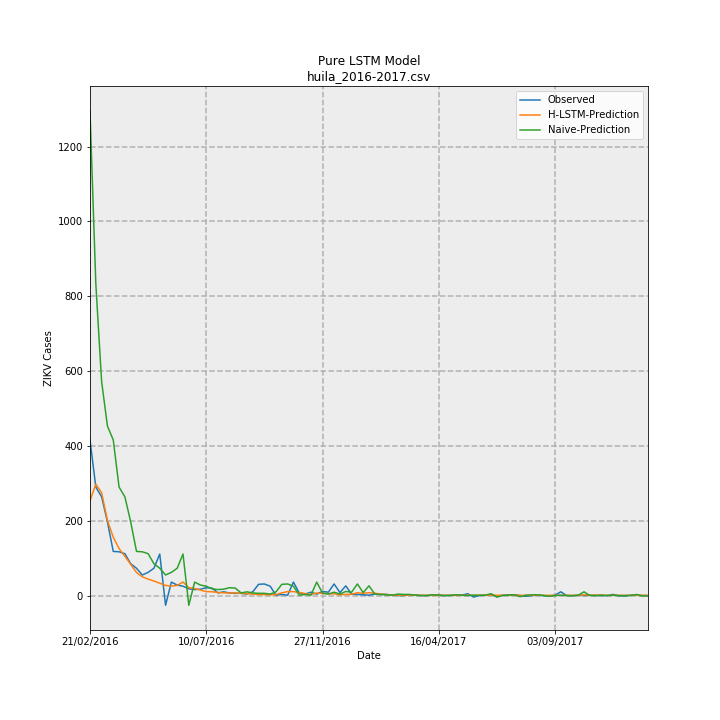 Pure LSTM Model
huila_2016-2017.csv
Observed
H-LSTM-Prediction
Naive-Prediction
1200
1000
800
600
400
200
0
ZIKV Cases
21/02/2016
10/07/2016
27/11/2016
16/04/2017
03/09/2017
Date